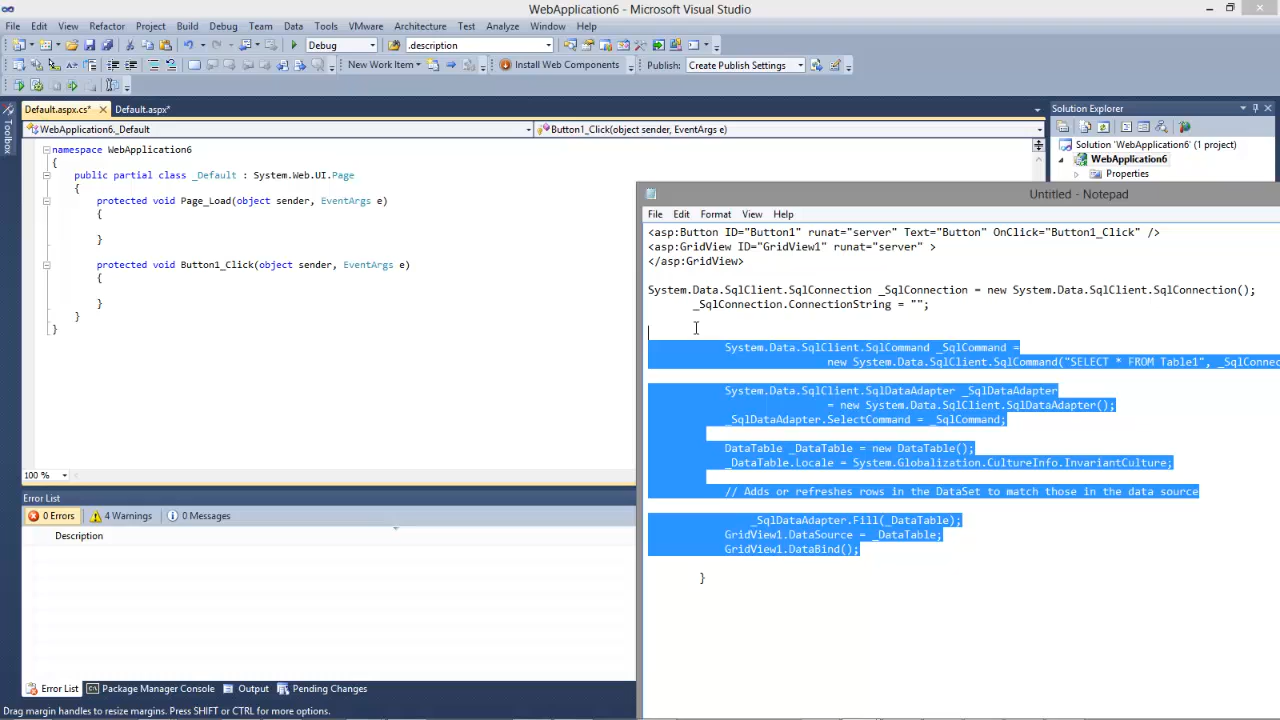 WebApplication6 - Microsoft Visual Studio
File Edit View Refactor Project Build Debug Team Data Tools VMware Architecture Test Analyze Window Help
Debug .description
New Work Item Install Web Components Publish: Create Publish Settings
Default.aspx.cs* Default.aspx*
Solution Explorer
Toolbox
WebApplication6._Default Button1_Click(object sender, EventArgs e)
namespace WebApplication6
{
public partial class _Default : System.Web.UI.Page
{
protected void Page_Load(object sender, EventArgs e)
{
}
protected void Button1_Click(object sender, EventArgs e)
{
}
}
}
Solution 'WebApplication6' (1 project)
WebApplication6
Properties
Untitled - Notepad
File Edit Format View Help
<asp:Button ID="Button1" runat="server" Text="Button" OnClick="Button1_Click" />
<asp:GridView ID="GridView1" runat="server" >
</asp:GridView>
System.Data.SqlClient.SqlConnection _SqlConnection = new System.Data.SqlClient.SqlConnection();
_SqlConnection.ConnectionString = "";
System.Data.SqlClient.SqlCommand _SqlCommand =
new System.Data.SqlClient.SqlCommand("SELECT * FROM Table1", _SqlConnec
System.Data.SqlClient.SqlDataAdapter _SqlDataAdapter
= new System.Data.SqlClient.SqlDataAdapter();
_SqlDataAdapter.SelectCommand = _SqlCommand;
DataTable _DataTable = new DataTable();
_DataTable.Locale = System.Globalization.CultureInfo.InvariantCulture;
// Adds or refreshes rows in the DataSet to match those in the data source
_SqlDataAdapter.Fill(_DataTable);
GridView1.DataSource = _DataTable;
GridView1.DataBind();
}
100 %
Error List
0 Errors 4 Warnings 0 Messages
Description
Error List Package Manager Console Output Pending Changes
Drag margin handles to resize margins. Press SHIFT or CTRL for more options.